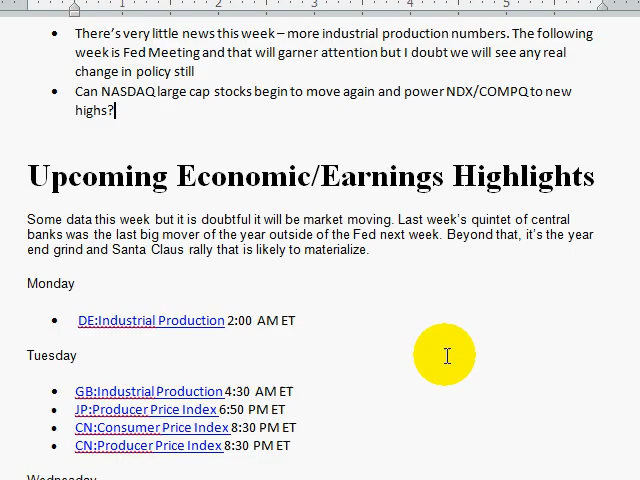 1 2 3 4 5
• There's very little news this week – more industrial production numbers. The following
week is Fed Meeting and that will garner attention but I doubt we will see any real
change in policy still
• Can NASDAQ large cap stocks begin to move again and power NDX/COMPQ to new
highs?
Upcoming Economic/Earnings Highlights
Some data this week but it is doubtful it will be market moving. Last week's quintet of central
banks was the last big mover of the year outside of the Fed next week. Beyond that, it's the year
end grind and Santa Claus rally that is likely to materialize.
Monday
• DE:Industrial Production 2:00 AM ET
Tuesday
• GB:Industrial Production 4:30 AM ET
• JP:Producer Price Index 6:50 PM ET
• CN:Consumer Price Index 8:30 PM ET
• CN:Producer Price Index 8:30 PM ET
Wednesday